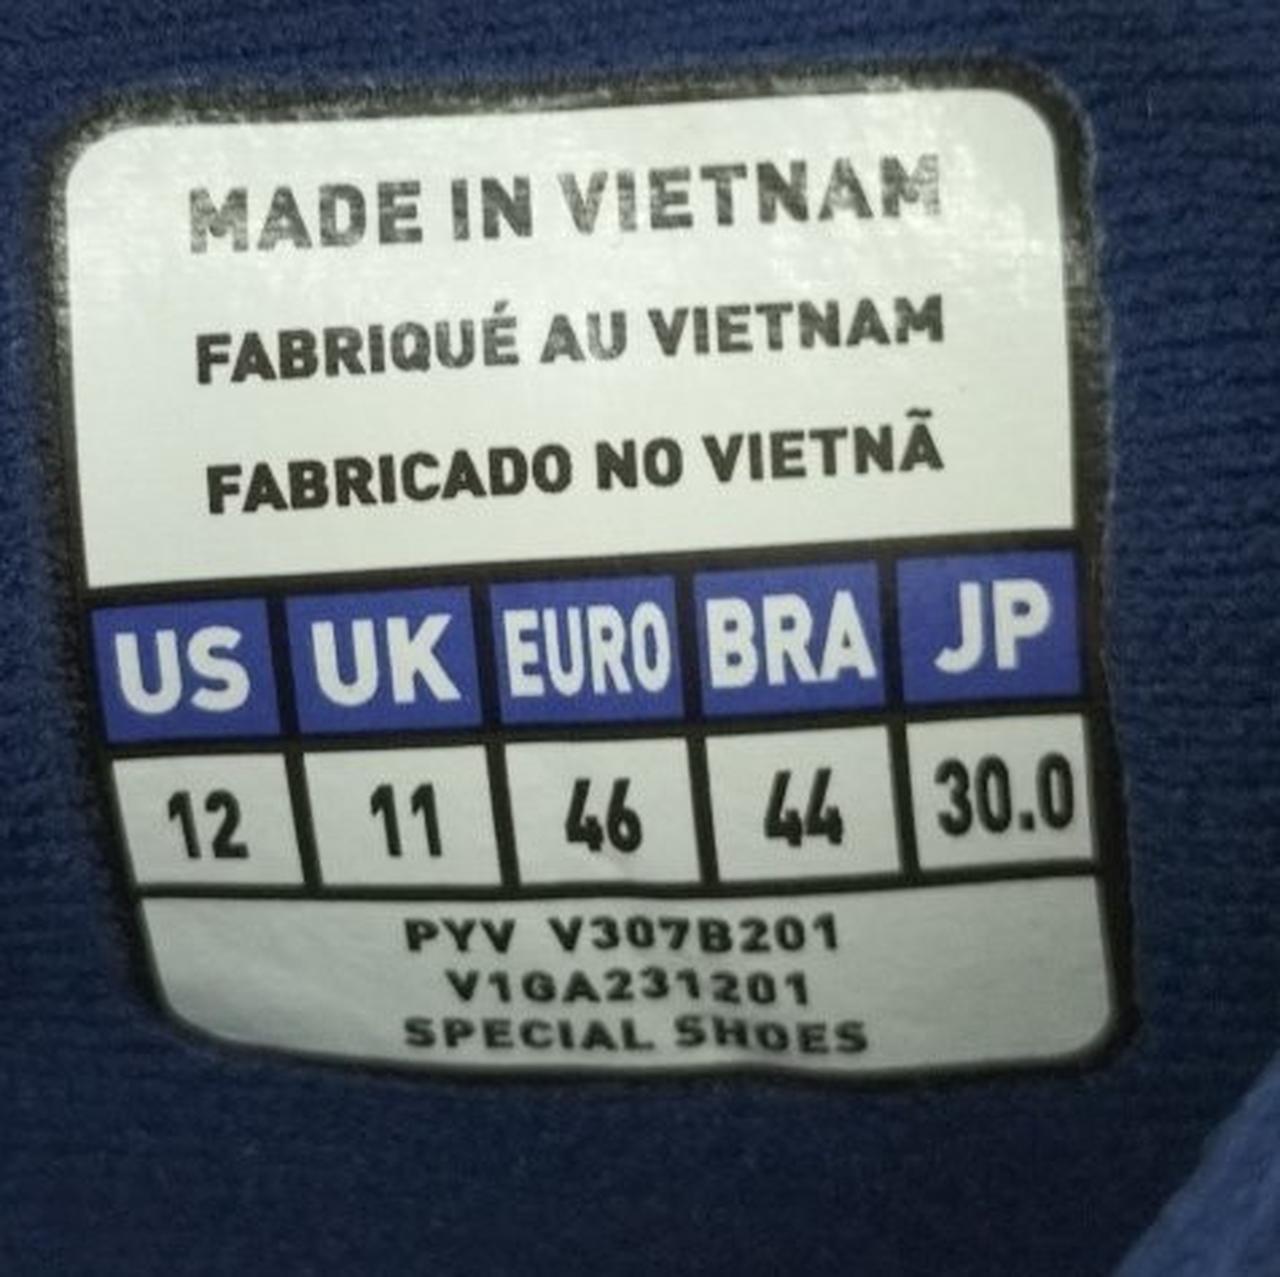 MADE IN VIETNAM
FABRIQUÉ AU VIETNAM
FABRICADO NO VIETNÃ
US UK EURO BRA JP
12 11 46 44 30.0
PYV V307B201
V1GA231201
SPECIAL SHOES